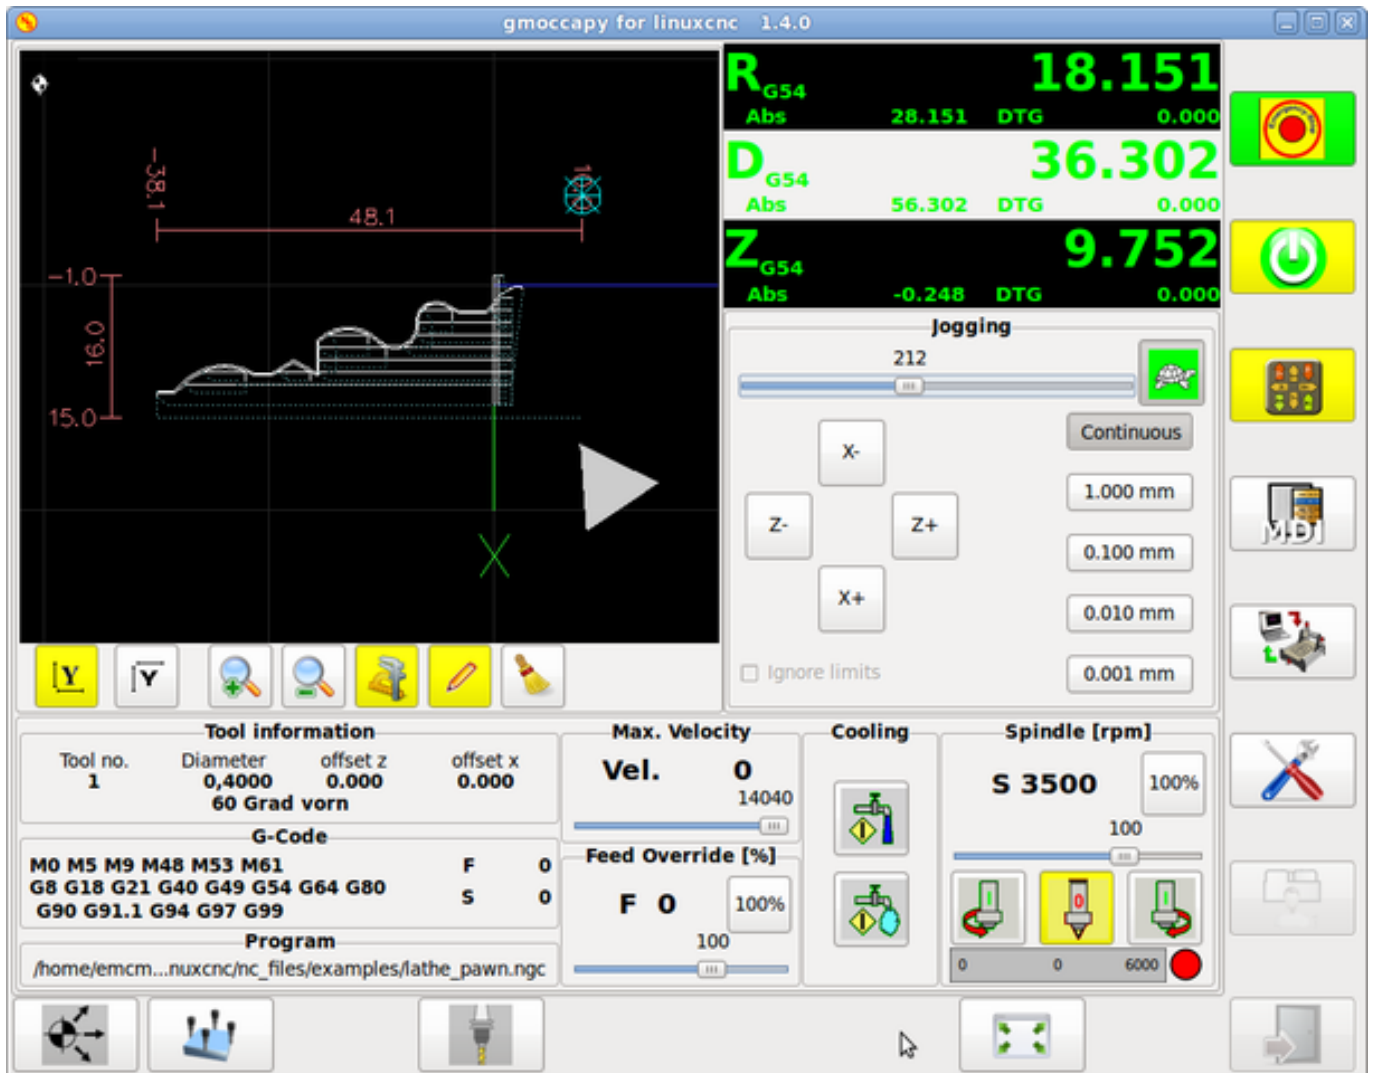 gmoccapy for linuxcnc 1.4.0
R G54 18.151
Abs 28.151 DTG 0.000
D G54 36.302
Abs 56.302 DTG 0.000
Z G54 9.752
Abs -0.248 DTG 0.000
-38.1
48.1
-1.0
16.0
15.0
X
Jogging
212
Continuous
X-
1.000 mm
Z- Z+
0.100 mm
X+
0.010 mm
Ignore limits
0.001 mm
Y Y
MDI
Tool information
Tool no. Diameter offset z offset x
1 0,4000 0.000 0.000
60 Grad vorn
G-Code
M0 M5 M9 M48 M53 M61 F 0
G8 G18 G21 G40 G49 G54 G64 G80
G90 G91.1 G94 G97 G99 S 0
Program
/home/emcm...nuxcnc/nc_files/examples/lathe_pawn.ngc
Max. Velocity
Vel. 0
14040
Feed Override [%]
F 0 100%
100
Cooling
Spindle [rpm]
S 3500 100%
100
I 0 I
0 0 6000